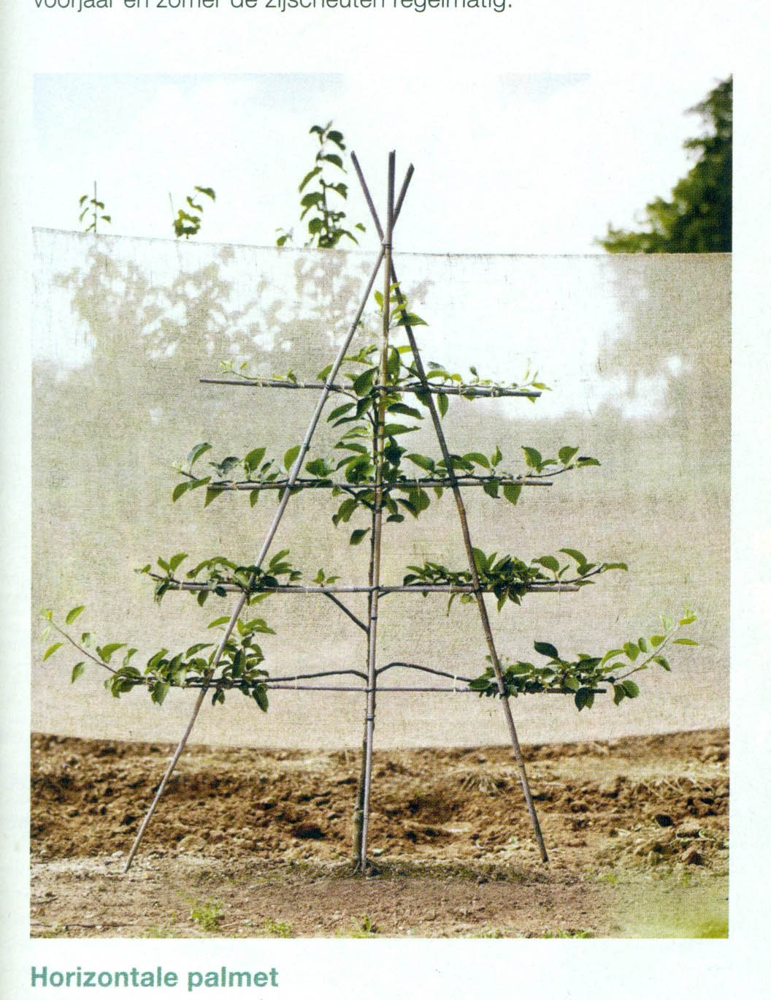 voorjaar en zomer de zijscheuten regelmatig.
Horizontale palmet